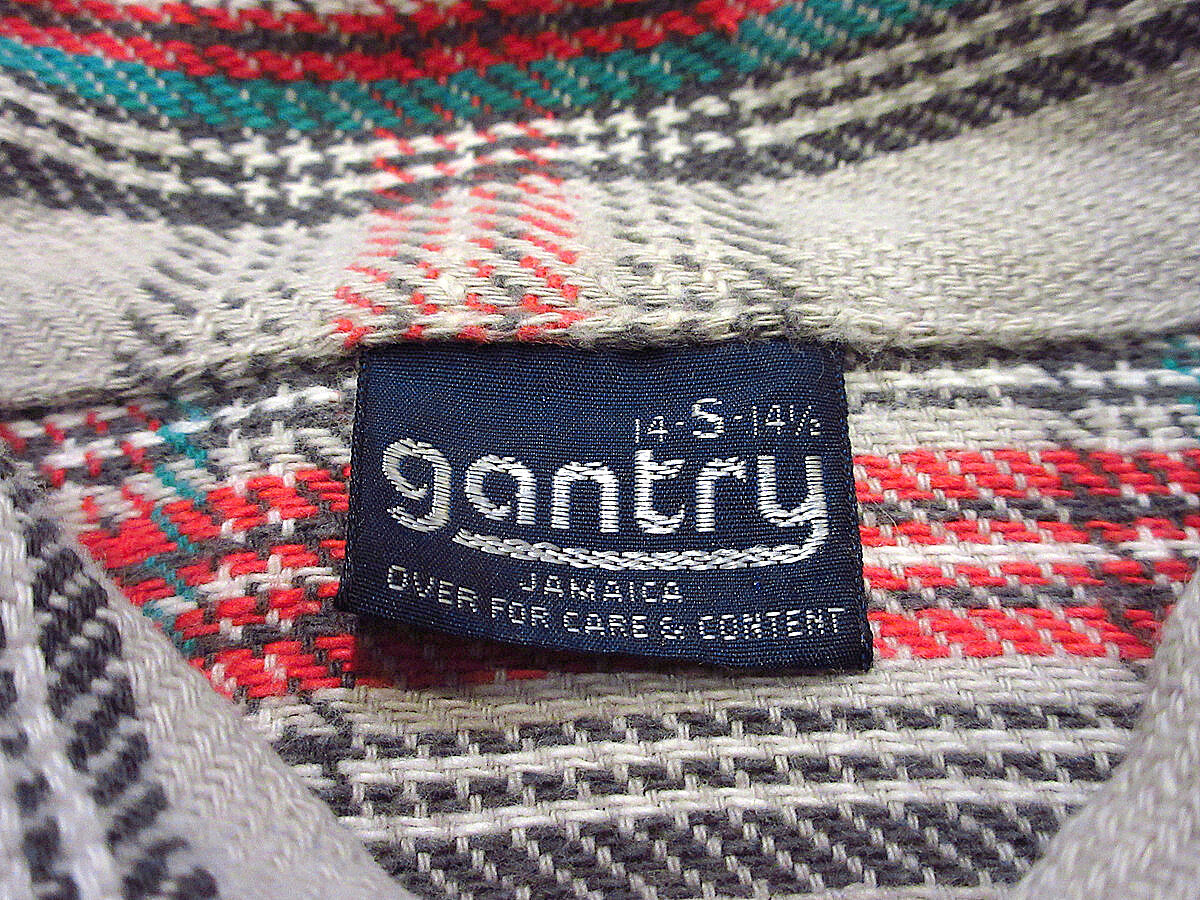 14-S-14½
gantry
JAMAICA
OVER FOR CARE & CONTENT